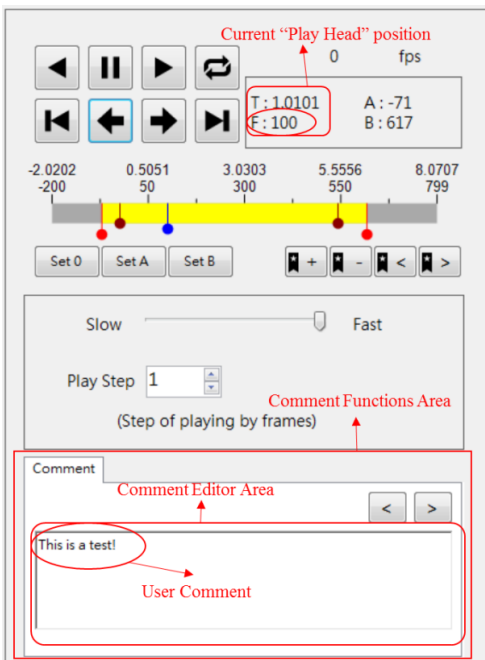 Current “Play Head” position
0 fps
T : 1.0101 A : -71
F : 100 B : 617
-2.0202 0.5051 3.0303 5.5556 8.0707
-200 50 300 550 799
Set 0 Set A Set B + - < >
Slow Fast
Play Step 1
(Step of playing by frames)
Comment Functions Area
Comment
Comment Editor Area
< >
This is a test!
User Comment